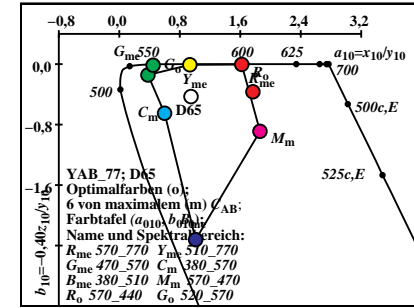 −0,8 0,0 0,8 1,6 2,4 3,2
G_me 550 G_o 600 625 a_10=x_10/y_10
0,0 Y_me R_o 700
R_me
500 D65 500c,E
C_m
−0,8 M_m
525c,E
YAB_77; D65
Optimalfarben (o);
−1,6 6 von maximalem (m) C_AB;
Farbtafel (a_010, b_010);
Name und Spektralbereich:
R_me 570_770 Y_me 510_770
G_me 470_570 C_m 380_570
B_me 380_510 M_m 570_470
R_o 570_440 G_o 520_570
b_10=−0,40z_10/y_10